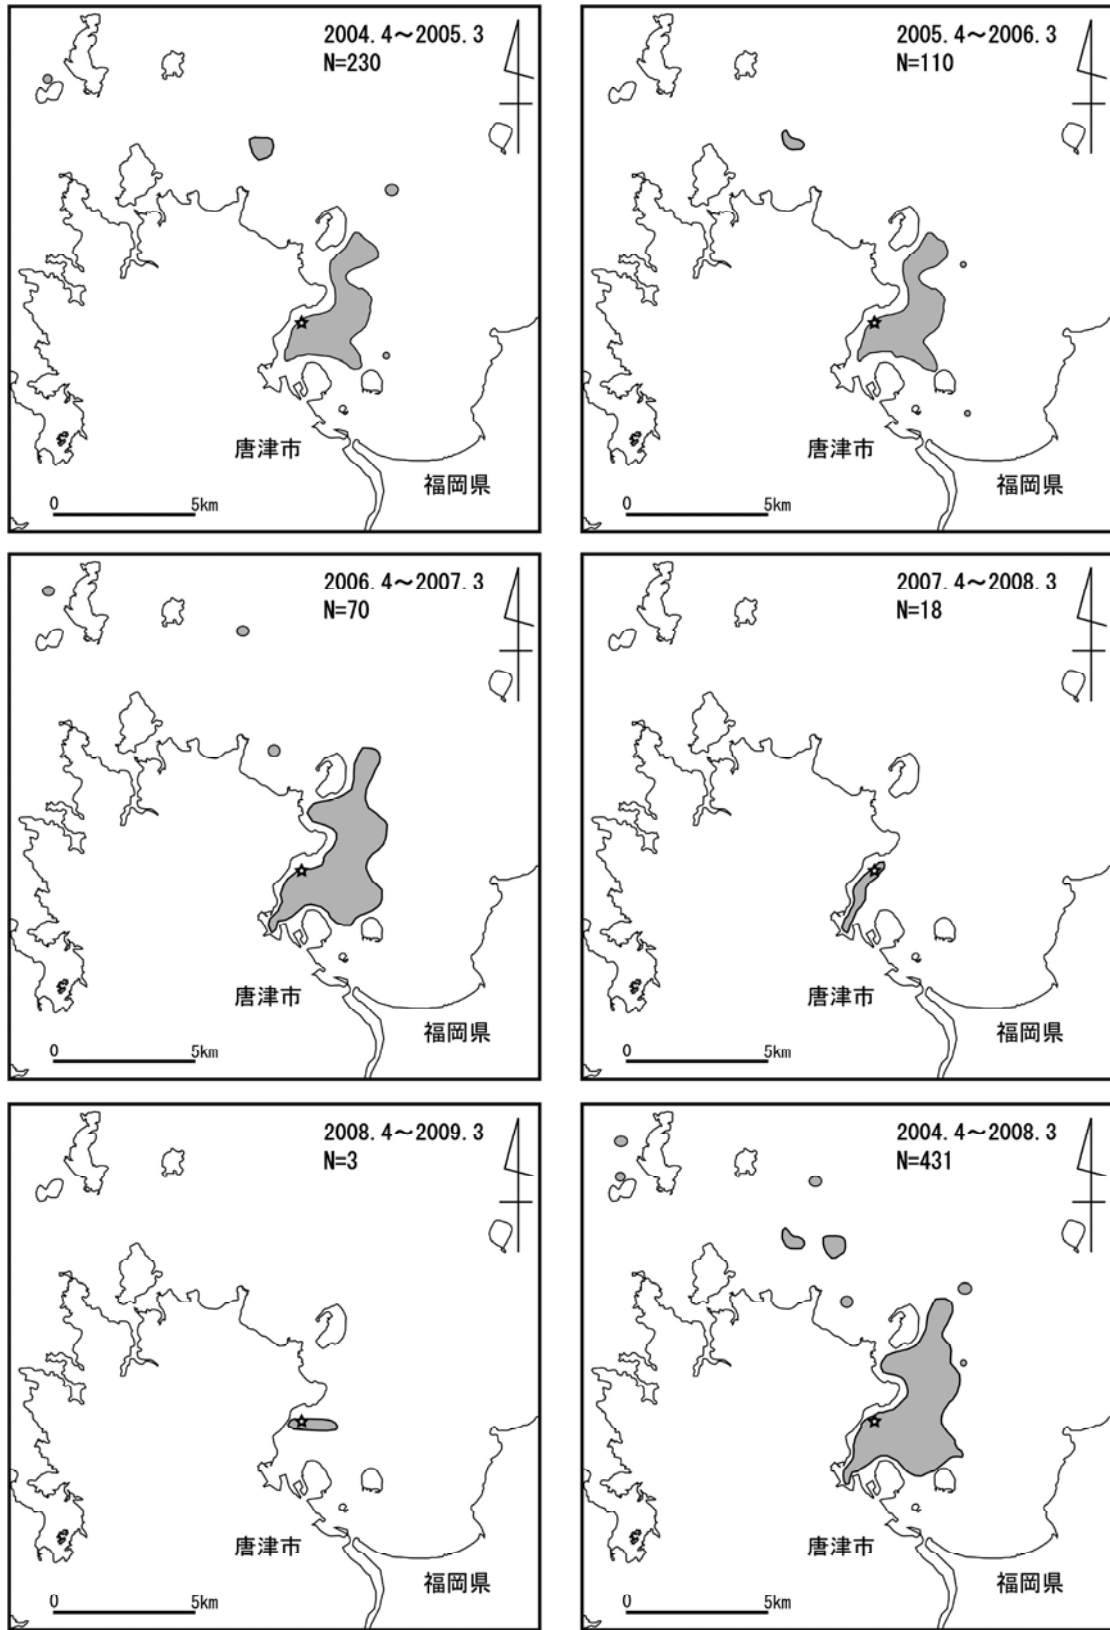 2004. 4～2005. 3
N=230
唐津市
福岡県
0 5km
2005. 4～2006. 3
N=110
唐津市
福岡県
0 5km
2006. 4～2007. 3
N=70
唐津市
福岡県
0 5km
2007. 4～2008. 3
N=18
唐津市
福岡県
0 5km
2008. 4～2009. 3
N=3
唐津市
福岡県
0 5km
2004. 4～2008. 3
N=431
唐津市
福岡県
0 5km